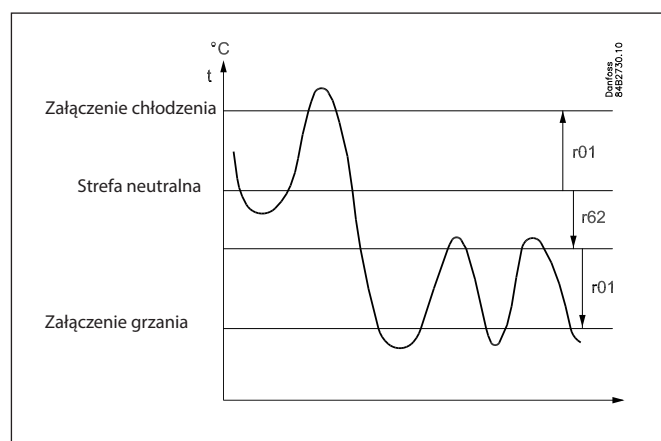 °C
t
Danfoss
84B2730.10
Załączenie chłodzenia
r01
Strefa neutralna
r62
r01
Załączenie grzania